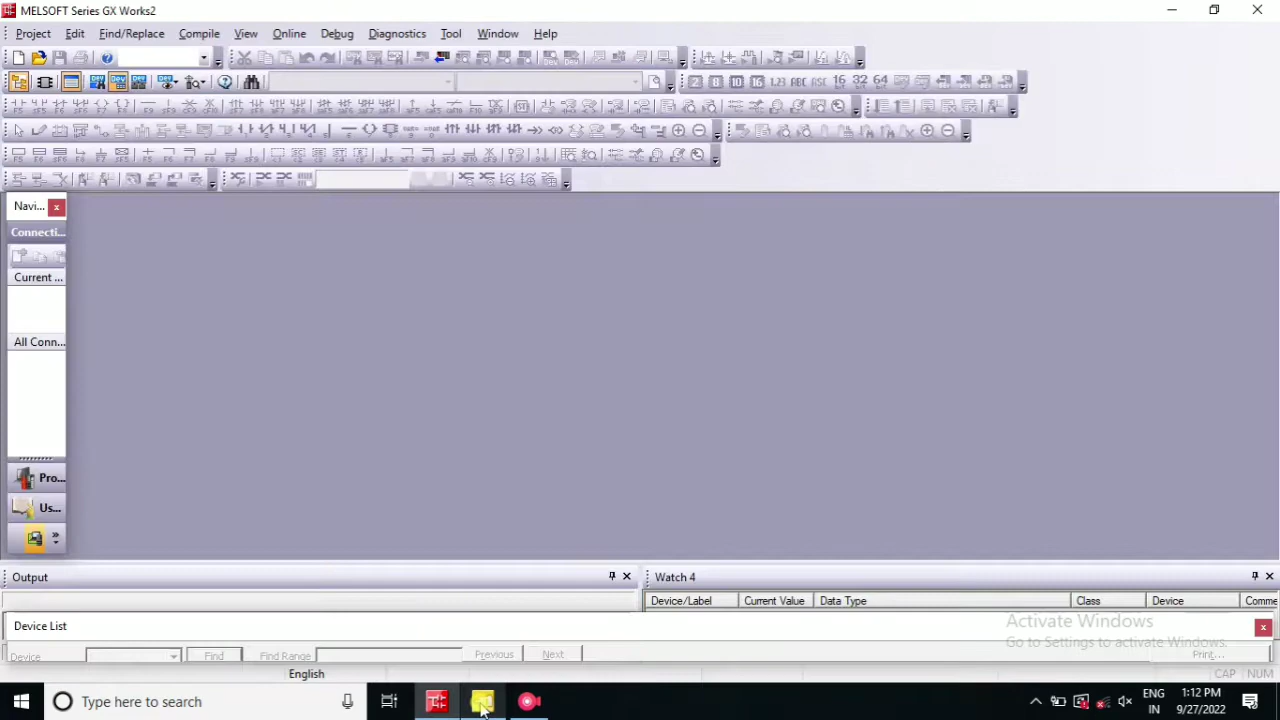 MELSOFT Series GX Works2
Project Edit Find/Replace Compile View Online Debug Diagnostics Tool Window Help
Navi...
Connecti...
Current ...
All Conn...
Pro...
Us...
Output
Watch 4
Device/Label Current Value Data Type Class Device Comme
Device List
Activate Windows
Go to Settings to activate Windows.
Device Find Find Range Previous Next Print...
English CAP NUM
Type here to search
ENG
IN
1:12 PM
9/27/2022